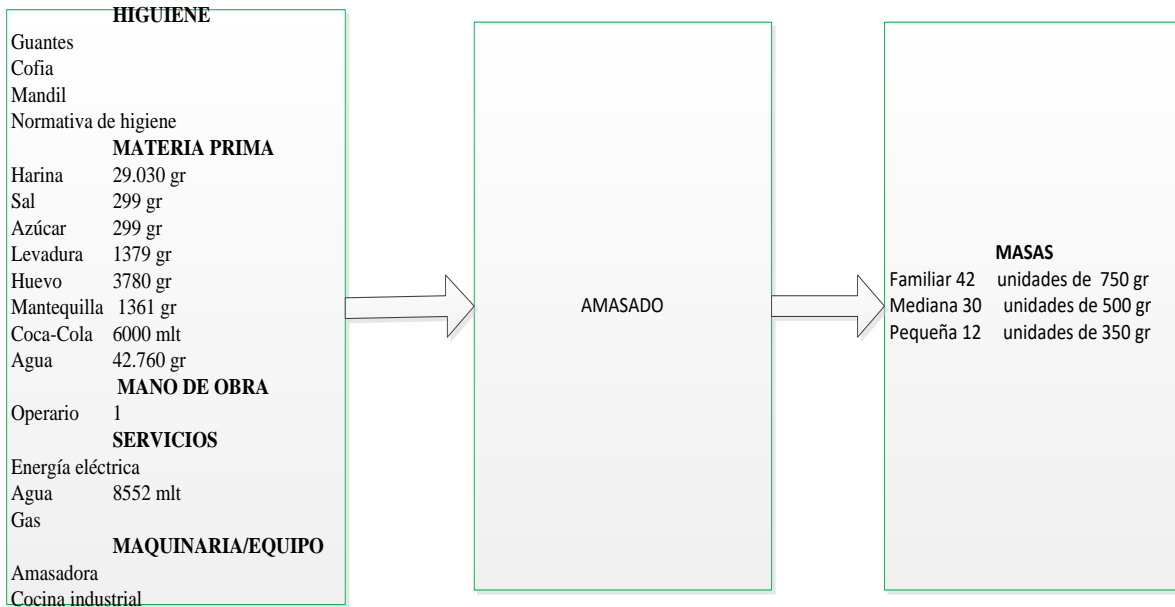 HIGUIENE
Guantes
Cofia
Mandil
Normativa de higiene
MATERIA PRIMA
Harina 29.030 gr
Sal 299 gr
Azúcar 299 gr
Levadura 1379 gr
Huevo 3780 gr
Mantequilla 1361 gr
Coca-Cola 6000 mlt
Agua 42.760 gr
MANO DE OBRA
Operario 1
SERVICIOS
Energía eléctrica
Agua 8552 mlt
Gas
MAQUINARIA/EQUIPO
Amasadora
Cocina industrial
AMASADO
MASAS
Familiar 42 unidades de 750 gr
Mediana 30 unidades de 500 gr
Pequeña 12 unidades de 350 gr